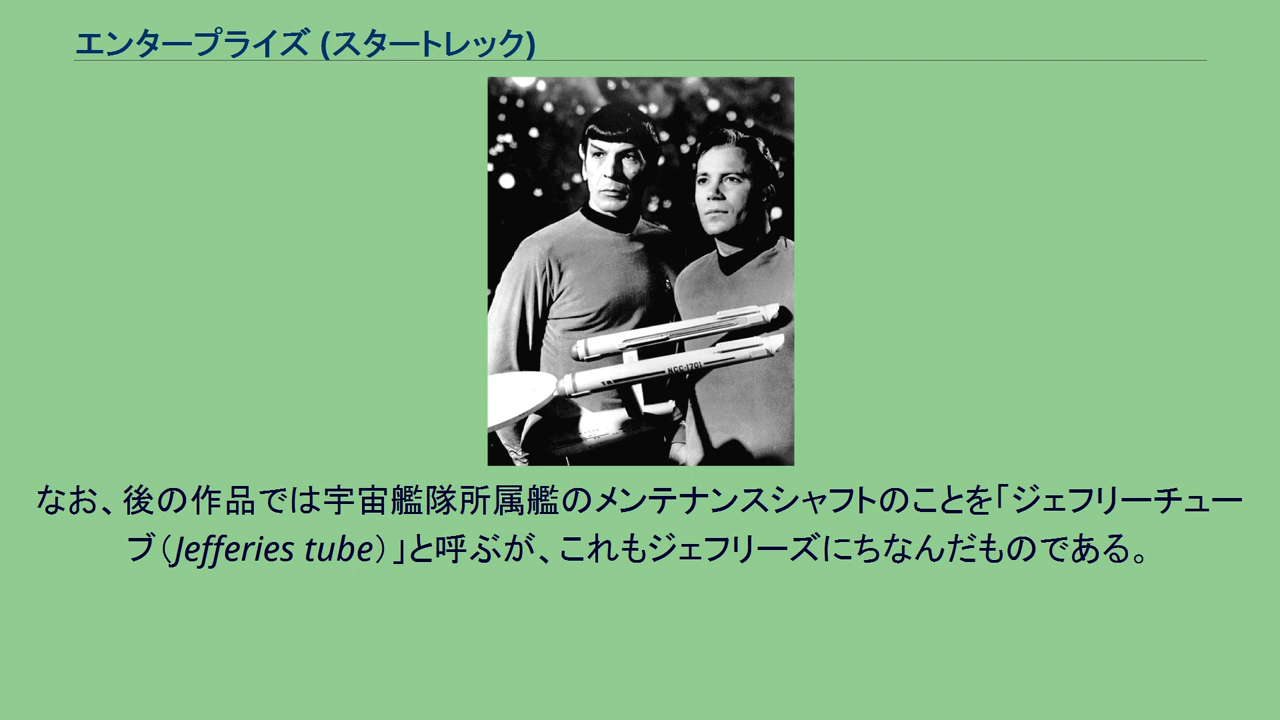 エンタープライズ (スタートレック)
NCC-1701
なお、後の作品では宇宙艦隊所属艦のメンテナンスシャフトのことを「ジェフリーチュー
ブ（Jefferies tube）」と呼ぶが、これもジェフリーズにちなんだものである。